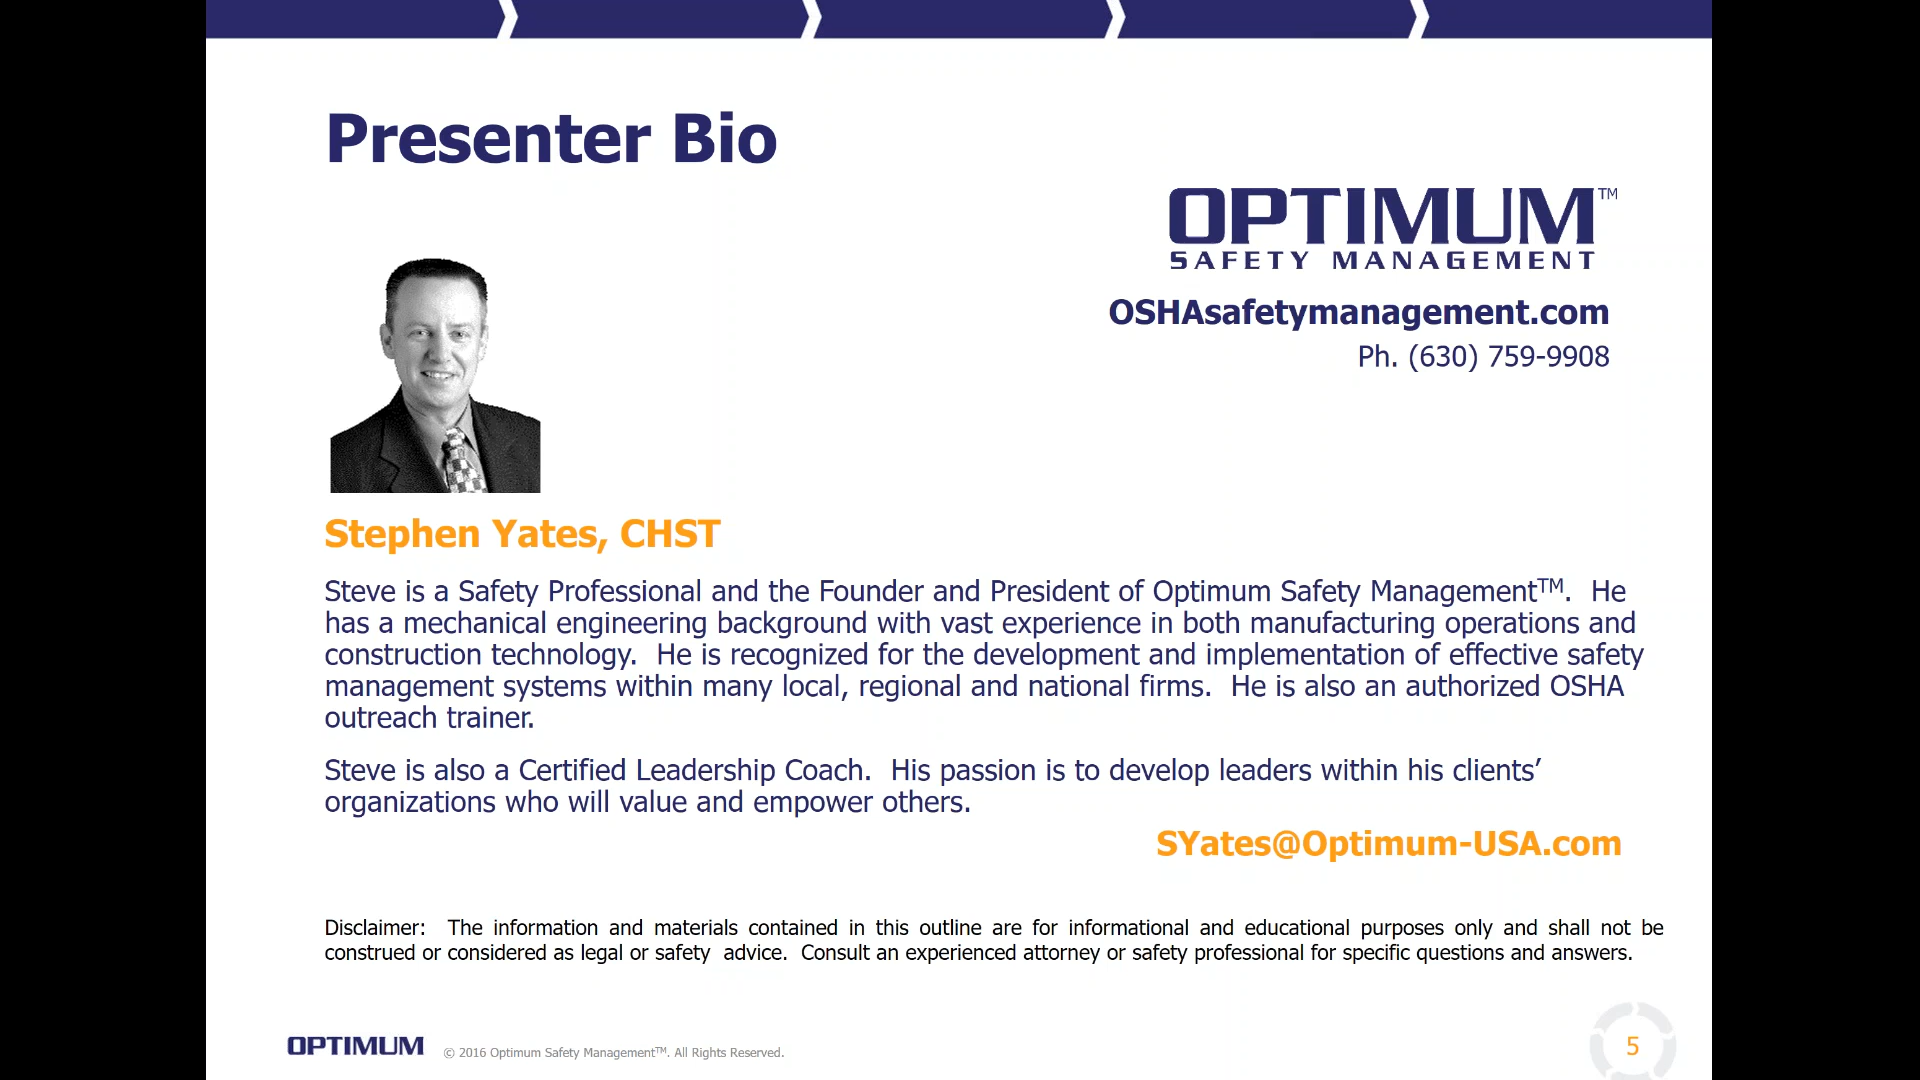 Presenter Bio
OPTIMUM™
SAFETY MANAGEMENT
OSHAsafetymanagement.com
Ph. (630) 759-9908
Stephen Yates, CHST
Steve is a Safety Professional and the Founder and President of Optimum Safety Management™.  He
has a mechanical engineering background with vast experience in both manufacturing operations and
construction technology.  He is recognized for the development and implementation of effective safety
management systems within many local, regional and national firms.  He is also an authorized OSHA
outreach trainer.
Steve is also a Certified Leadership Coach.  His passion is to develop leaders within his clients’
organizations who will value and empower others.
SYates@Optimum-USA.com
Disclaimer:  The information and materials contained in this outline are for informational and educational purposes only and shall not be
construed or considered as legal or safety  advice.  Consult an experienced attorney or safety professional for specific questions and answers.
OPTIMUM © 2016 Optimum Safety Management™. All Rights Reserved.
5